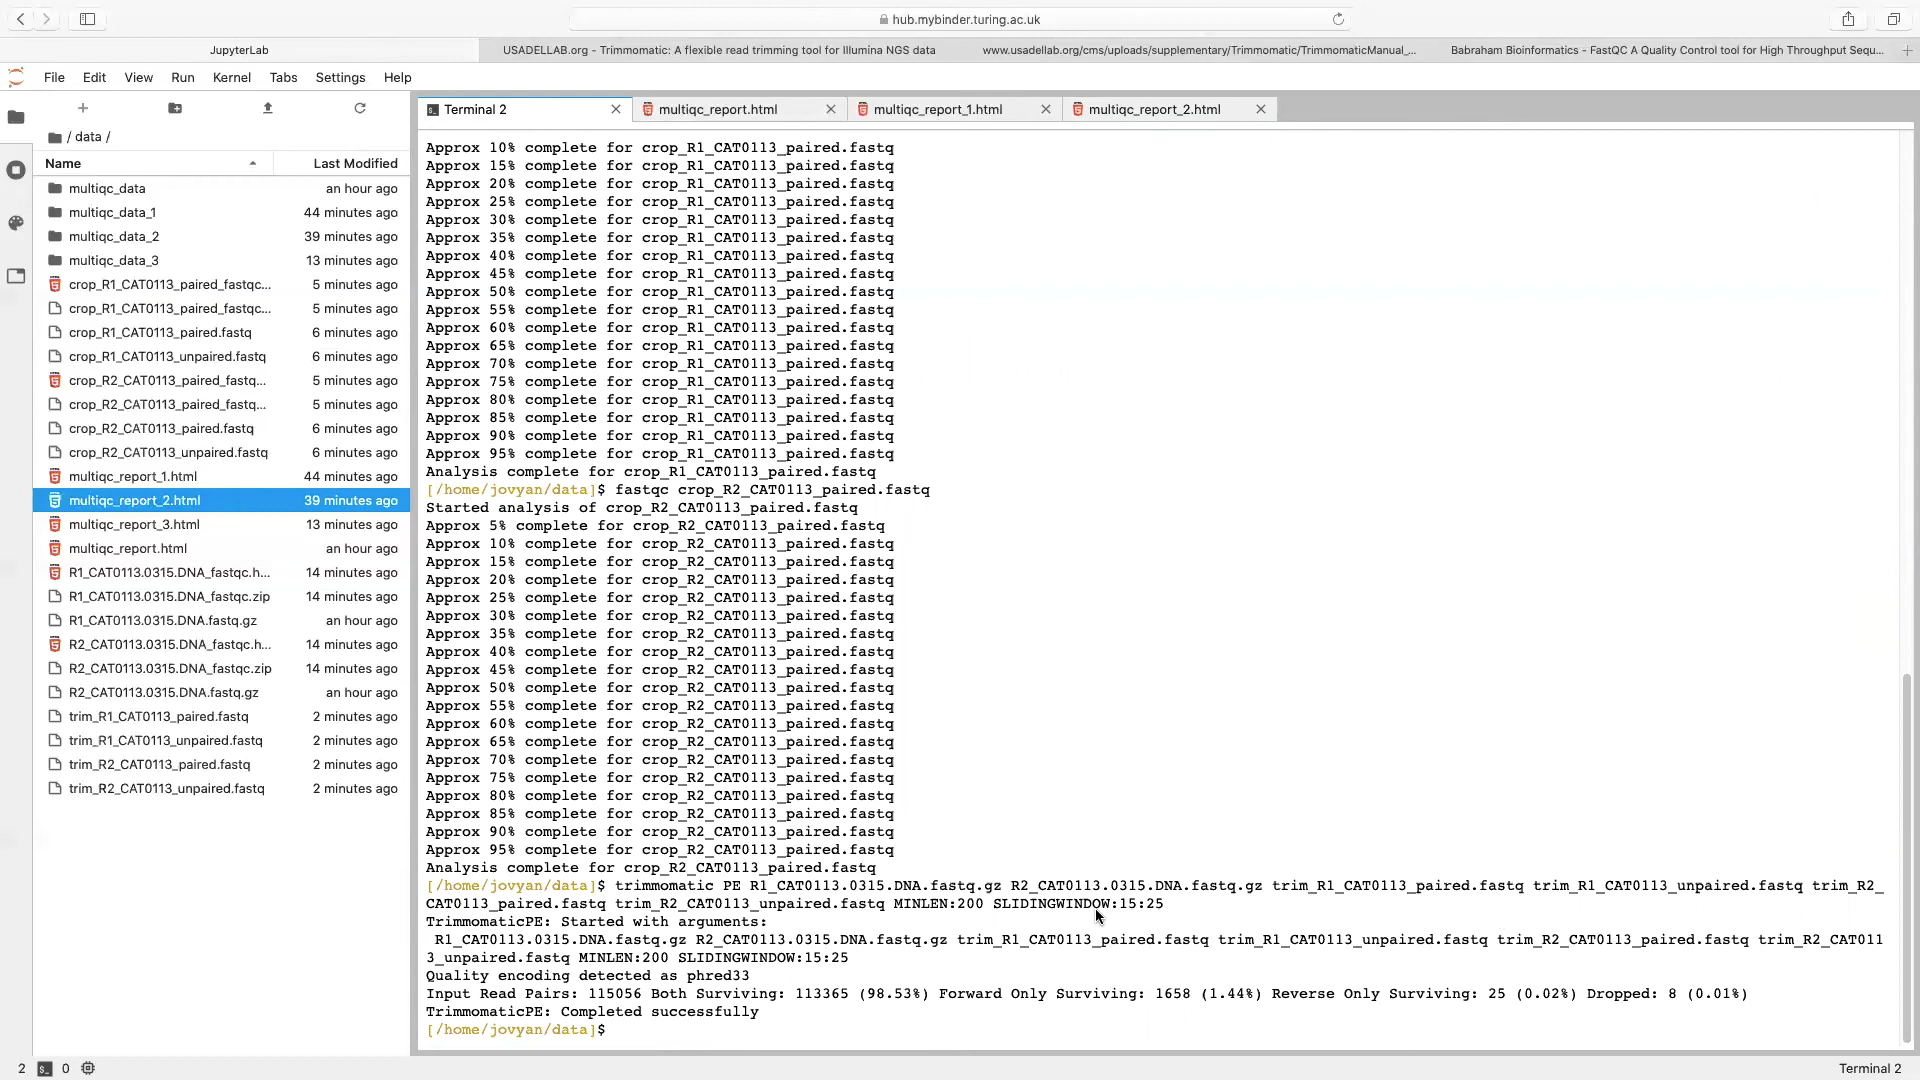 hub.mybinder.turing.ac.uk
JupyterLab
USADELLAB.org - Trimmomatic: A flexible read trimming tool for Illumina NGS data
www.usadellab.org/cms/uploads/supplementary/Trimmomatic/TrimmomaticManual_...
Babraham Bioinformatics - FastQC A Quality Control tool for High Throughput Sequ...
File Edit View Run Kernel Tabs Settings Help
/ data /
Name Last Modified
multiqc_data an hour ago
multiqc_data_1 44 minutes ago
multiqc_data_2 39 minutes ago
multiqc_data_3 13 minutes ago
crop_R1_CAT0113_paired_fastqc... 5 minutes ago
crop_R1_CAT0113_paired_fastqc... 5 minutes ago
crop_R1_CAT0113_paired.fastq 6 minutes ago
crop_R1_CAT0113_unpaired.fastq 6 minutes ago
crop_R2_CAT0113_paired_fastq... 5 minutes ago
crop_R2_CAT0113_paired_fastq... 5 minutes ago
crop_R2_CAT0113_paired.fastq 6 minutes ago
crop_R2_CAT0113_unpaired.fastq 6 minutes ago
multiqc_report_1.html 44 minutes ago
multiqc_report_2.html 39 minutes ago
multiqc_report_3.html 13 minutes ago
multiqc_report.html an hour ago
R1_CAT0113.0315.DNA_fastqc.h... 14 minutes ago
R1_CAT0113.0315.DNA_fastqc.zip 14 minutes ago
R1_CAT0113.0315.DNA.fastq.gz an hour ago
R2_CAT0113.0315.DNA_fastqc.h... 14 minutes ago
R2_CAT0113.0315.DNA_fastqc.zip 14 minutes ago
R2_CAT0113.0315.DNA.fastq.gz an hour ago
trim_R1_CAT0113_paired.fastq 2 minutes ago
trim_R1_CAT0113_unpaired.fastq 2 minutes ago
trim_R2_CAT0113_paired.fastq 2 minutes ago
trim_R2_CAT0113_unpaired.fastq 2 minutes ago
Terminal 2 multiqc_report.html multiqc_report_1.html multiqc_report_2.html
Approx 10% complete for crop_R1_CAT0113_paired.fastq
Approx 15% complete for crop_R1_CAT0113_paired.fastq
Approx 20% complete for crop_R1_CAT0113_paired.fastq
Approx 25% complete for crop_R1_CAT0113_paired.fastq
Approx 30% complete for crop_R1_CAT0113_paired.fastq
Approx 35% complete for crop_R1_CAT0113_paired.fastq
Approx 40% complete for crop_R1_CAT0113_paired.fastq
Approx 45% complete for crop_R1_CAT0113_paired.fastq
Approx 50% complete for crop_R1_CAT0113_paired.fastq
Approx 55% complete for crop_R1_CAT0113_paired.fastq
Approx 60% complete for crop_R1_CAT0113_paired.fastq
Approx 65% complete for crop_R1_CAT0113_paired.fastq
Approx 70% complete for crop_R1_CAT0113_paired.fastq
Approx 75% complete for crop_R1_CAT0113_paired.fastq
Approx 80% complete for crop_R1_CAT0113_paired.fastq
Approx 85% complete for crop_R1_CAT0113_paired.fastq
Approx 90% complete for crop_R1_CAT0113_paired.fastq
Approx 95% complete for crop_R1_CAT0113_paired.fastq
Analysis complete for crop_R1_CAT0113_paired.fastq
[/home/jovyan/data]$ fastqc crop_R2_CAT0113_paired.fastq
Started analysis of crop_R2_CAT0113_paired.fastq
Approx 5% complete for crop_R2_CAT0113_paired.fastq
Approx 10% complete for crop_R2_CAT0113_paired.fastq
Approx 15% complete for crop_R2_CAT0113_paired.fastq
Approx 20% complete for crop_R2_CAT0113_paired.fastq
Approx 25% complete for crop_R2_CAT0113_paired.fastq
Approx 30% complete for crop_R2_CAT0113_paired.fastq
Approx 35% complete for crop_R2_CAT0113_paired.fastq
Approx 40% complete for crop_R2_CAT0113_paired.fastq
Approx 45% complete for crop_R2_CAT0113_paired.fastq
Approx 50% complete for crop_R2_CAT0113_paired.fastq
Approx 55% complete for crop_R2_CAT0113_paired.fastq
Approx 60% complete for crop_R2_CAT0113_paired.fastq
Approx 65% complete for crop_R2_CAT0113_paired.fastq
Approx 70% complete for crop_R2_CAT0113_paired.fastq
Approx 75% complete for crop_R2_CAT0113_paired.fastq
Approx 80% complete for crop_R2_CAT0113_paired.fastq
Approx 85% complete for crop_R2_CAT0113_paired.fastq
Approx 90% complete for crop_R2_CAT0113_paired.fastq
Approx 95% complete for crop_R2_CAT0113_paired.fastq
Analysis complete for crop_R2_CAT0113_paired.fastq
[/home/jovyan/data]$ trimmomatic PE R1_CAT0113.0315.DNA.fastq.gz R2_CAT0113.0315.DNA.fastq.gz trim_R1_CAT0113_paired.fastq trim_R1_CAT0113_unpaired.fastq trim_R2_
CAT0113_paired.fastq trim_R2_CAT0113_unpaired.fastq MINLEN:200 SLIDINGWINDOW:15:25
TrimmomaticPE: Started with arguments:
R1_CAT0113.0315.DNA.fastq.gz R2_CAT0113.0315.DNA.fastq.gz trim_R1_CAT0113_paired.fastq trim_R1_CAT0113_unpaired.fastq trim_R2_CAT0113_paired.fastq trim_R2_CAT011
3_unpaired.fastq MINLEN:200 SLIDINGWINDOW:15:25
Quality encoding detected as phred33
Input Read Pairs: 115056 Both Surviving: 113365 (98.53%) Forward Only Surviving: 1658 (1.44%) Reverse Only Surviving: 25 (0.02%) Dropped: 8 (0.01%)
TrimmomaticPE: Completed successfully
[/home/jovyan/data]$
2 0 Terminal 2